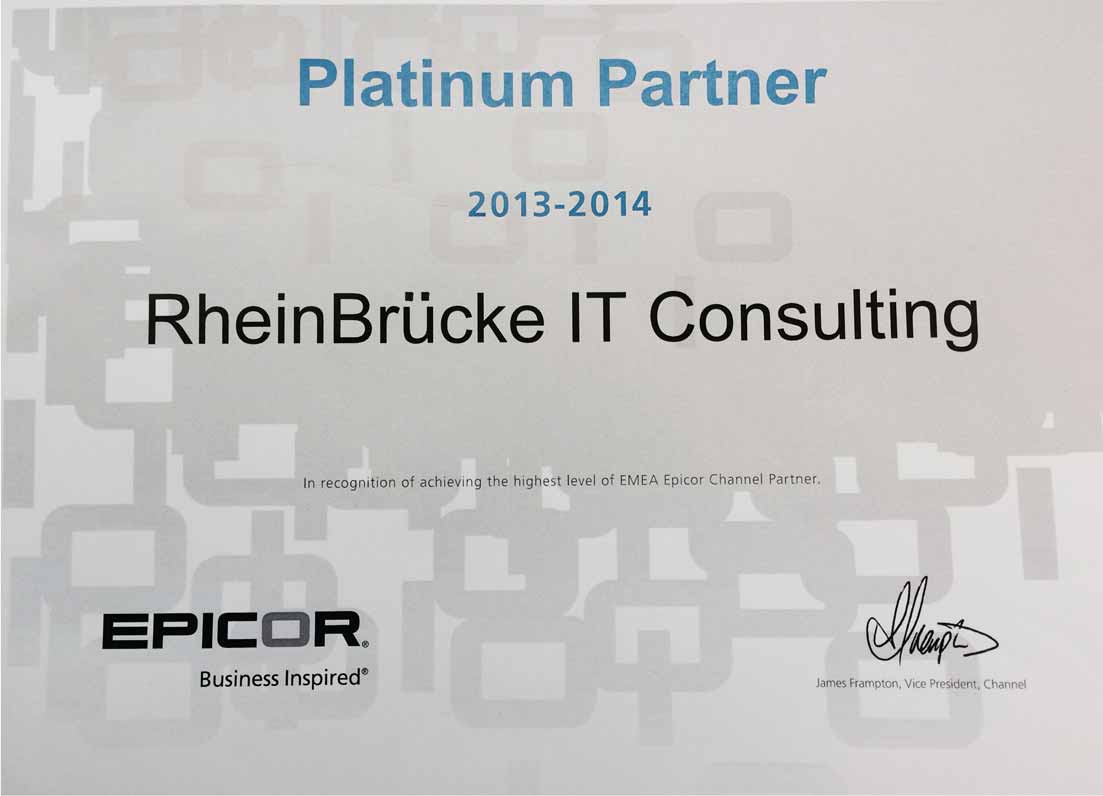 Platinum Partner
2013-2014
RheinBrücke IT Consulting
In recognition of achieving the highest level of EMEA Epicor Channel Partner.
EPICOR®
Business Inspired®
James Frampton, Vice President, Channel